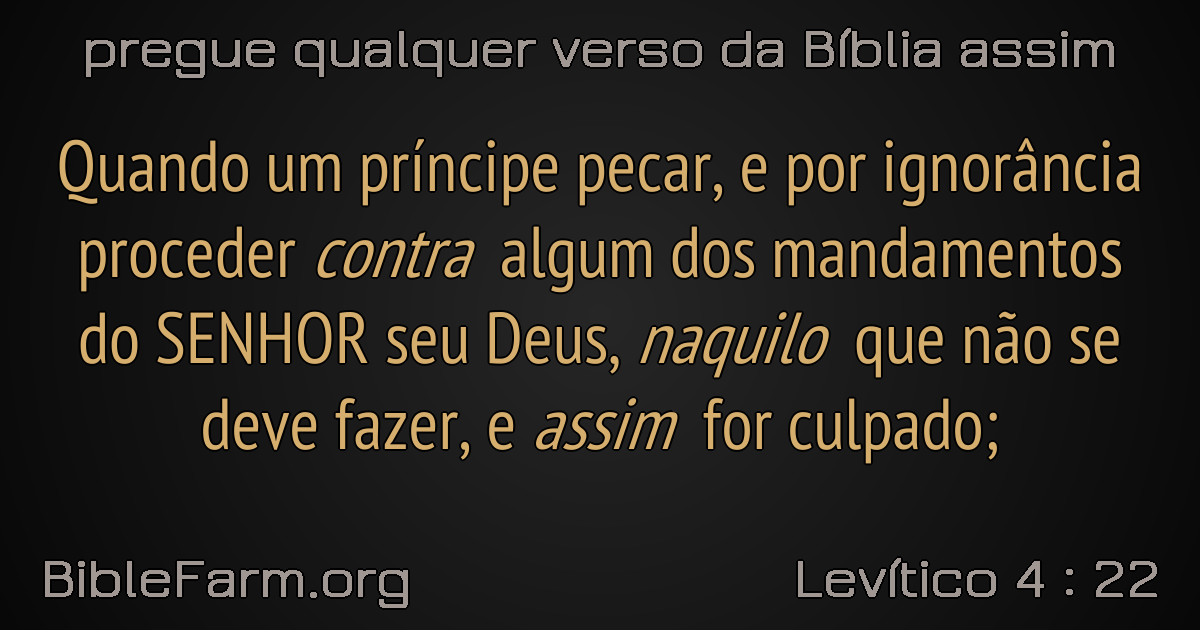 pregue qualquer verso da Bíblia assim
Quando um príncipe pecar, e por ignorância
proceder contra algum dos mandamentos
do SENHOR seu Deus, naquilo que não se
deve fazer, e assim for culpado;
BibleFarm.org
Levítico 4 : 22